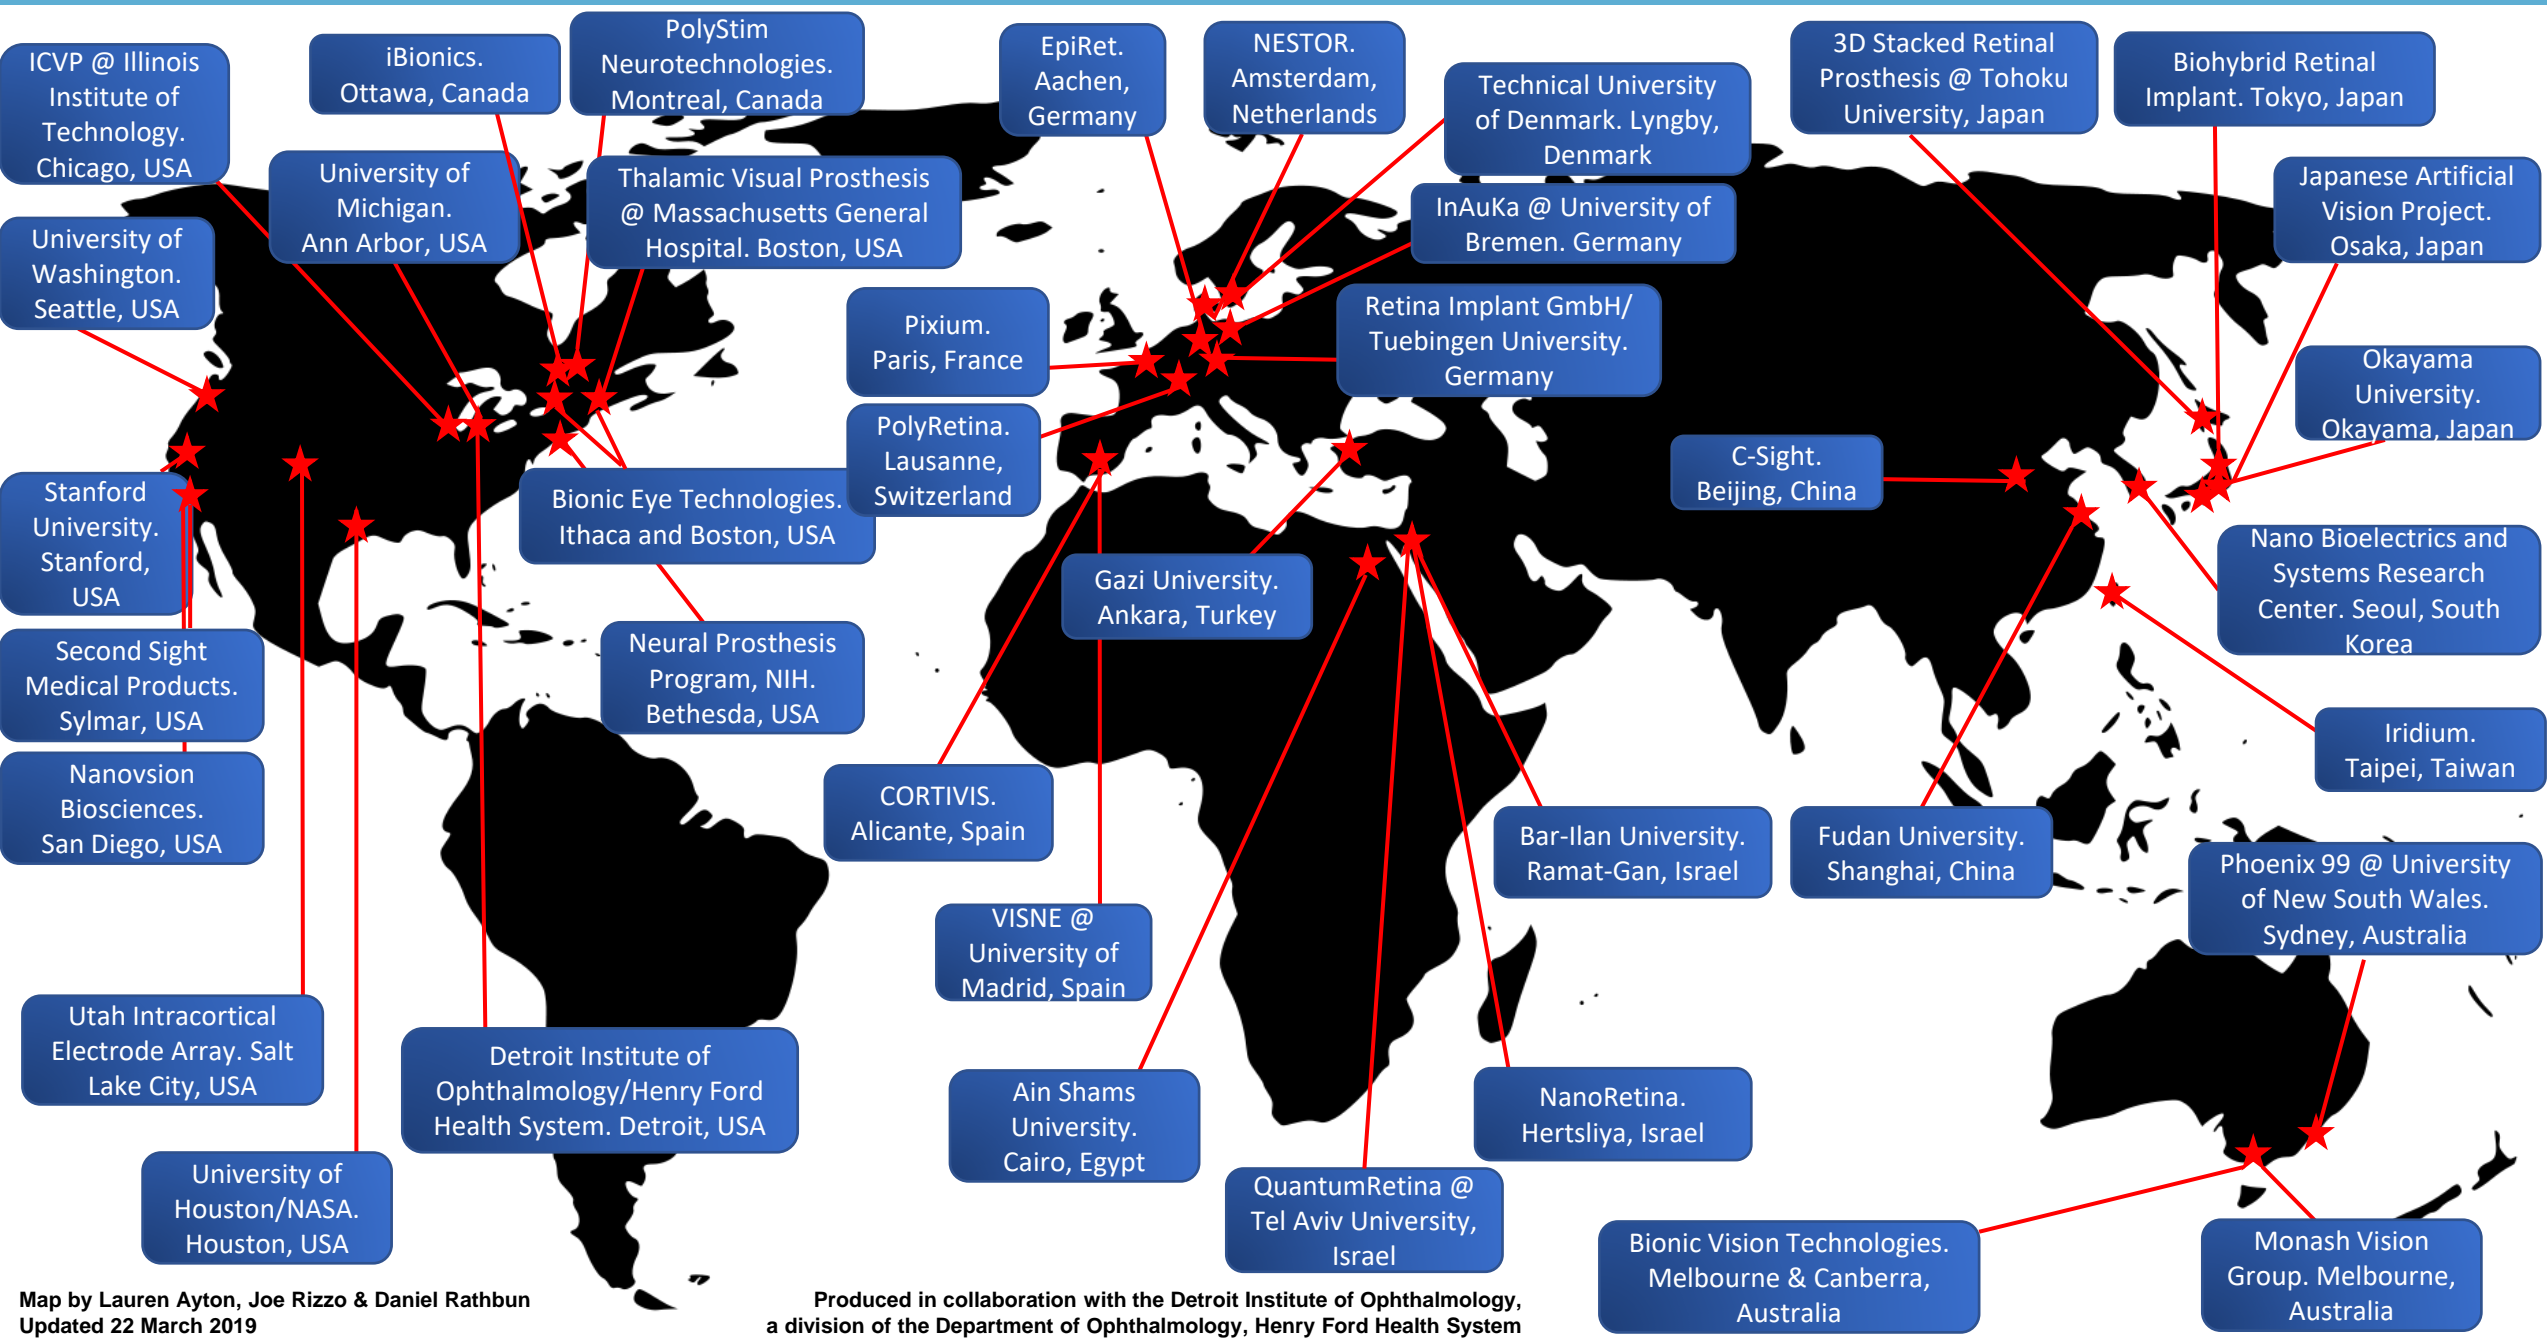 ICVP @ Illinois
Institute of
Technology.
Chicago, USA
iBionics.
Ottawa, Canada
PolyStim
Neurotechnologies.
Montreal, Canada
EpiRet.
Aachen,
Germany
NESTOR.
Amsterdam,
Netherlands
Technical University
of Denmark. Lyngby,
Denmark
3D Stacked Retinal
Prosthesis @ Tohoku
University, Japan
Biohybrid Retinal
Implant. Tokyo, Japan
University of
Michigan.
Ann Arbor, USA
Thalamic Visual Prosthesis
@ Massachusetts General
Hospital. Boston, USA
InAuKa @ University of
Bremen. Germany
Japanese Artificial
Vision Project.
Osaka, Japan
University of
Washington.
Seattle, USA
Pixium.
Paris, France
Retina Implant GmbH/
Tuebingen University.
Germany
Okayama
University.
Okayama, Japan
PolyRetina.
Lausanne,
Switzerland
C-Sight.
Beijing, China
Stanford
University.
Stanford,
USA
Bionic Eye Technologies.
Ithaca and Boston, USA
Nano Bioelectrics and
Systems Research
Center. Seoul, South
Korea
Gazi University.
Ankara, Turkey
Second Sight
Medical Products.
Sylmar, USA
Neural Prosthesis
Program, NIH.
Bethesda, USA
Iridium.
Taipei, Taiwan
Nanovsion
Biosciences.
San Diego, USA
CORTIVIS.
Alicante, Spain
Bar-Ilan University.
Ramat-Gan, Israel
Fudan University.
Shanghai, China
Phoenix 99 @ University
of New South Wales.
Sydney, Australia
VISNE @
University of
Madrid, Spain
Utah Intracortical
Electrode Array. Salt
Lake City, USA
Detroit Institute of
Ophthalmology/Henry Ford
Health System. Detroit, USA
Ain Shams
University.
Cairo, Egypt
NanoRetina.
Hertsliya, Israel
University of
Houston/NASA.
Houston, USA
QuantumRetina @
Tel Aviv University,
Israel
Bionic Vision Technologies.
Melbourne & Canberra,
Australia
Monash Vision
Group. Melbourne,
Australia
Map by Lauren Ayton, Joe Rizzo & Daniel Rathbun
Updated 22 March 2019
Produced in collaboration with the Detroit Institute of Ophthalmology,
a division of the Department of Ophthalmology, Henry Ford Health System